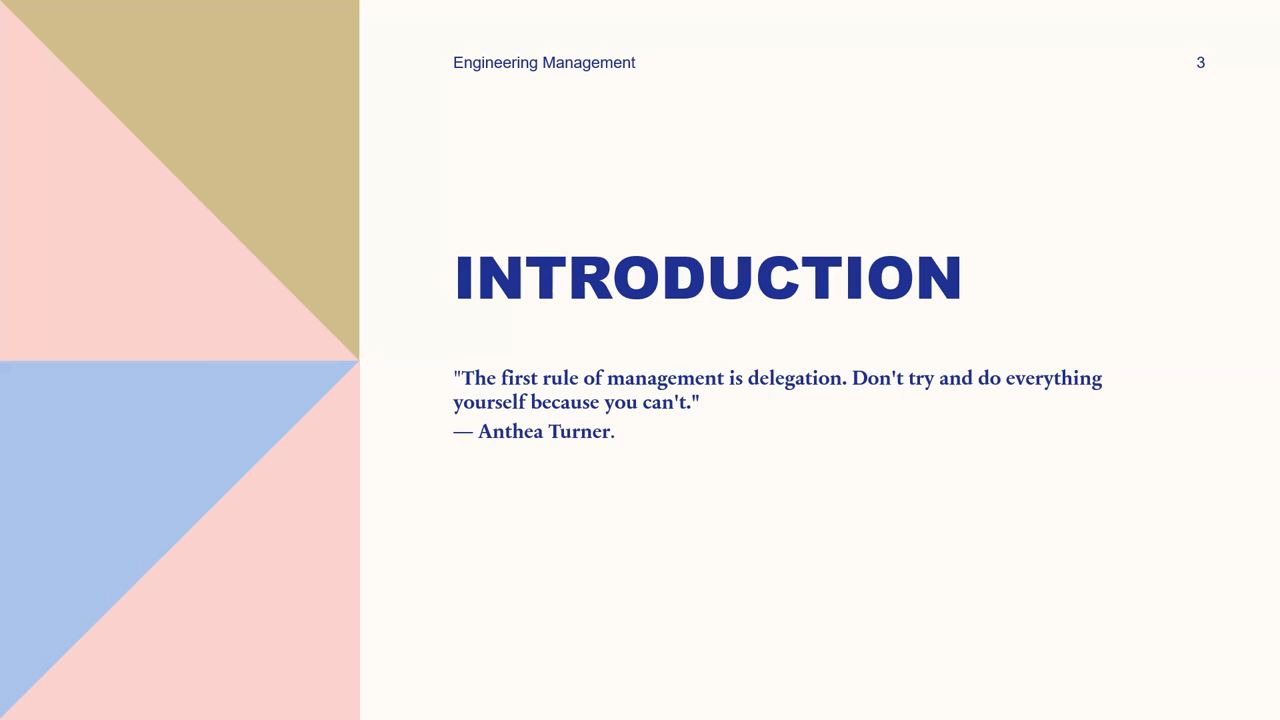 Engineering Management
3
INTRODUCTION
"The first rule of management is delegation. Don't try and do everything
yourself because you can't."
— Anthea Turner.